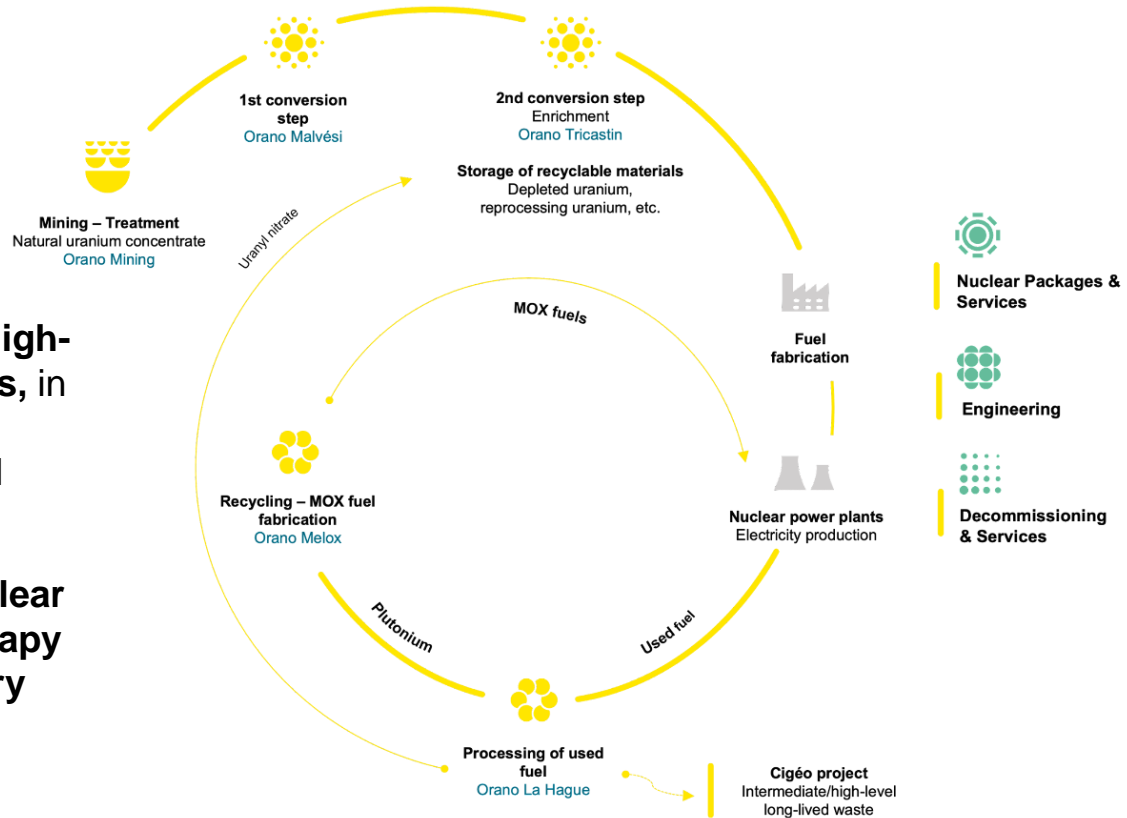 1st conversion
step
Orano Malvési
2nd conversion step
Enrichment
Orano Tricastin
Storage of recyclable materials
Depleted uranium,
reprocessing uranium, etc.
Mining – Treatment
Natural uranium concentrate
Orano Mining
Uranyl nitrate
MOX fuels
Fuel
fabrication
Nuclear Packages &
Services
Engineering
Decommissioning
& Services
igh-
s, in
lear
apy
ry
Recycling – MOX fuel
fabrication
Orano Melox
Nuclear power plants
Electricity production
Plutonium
Used fuel
Processing of used
fuel
Orano La Hague
Cigéo project
Intermediate/high-level
long-lived waste